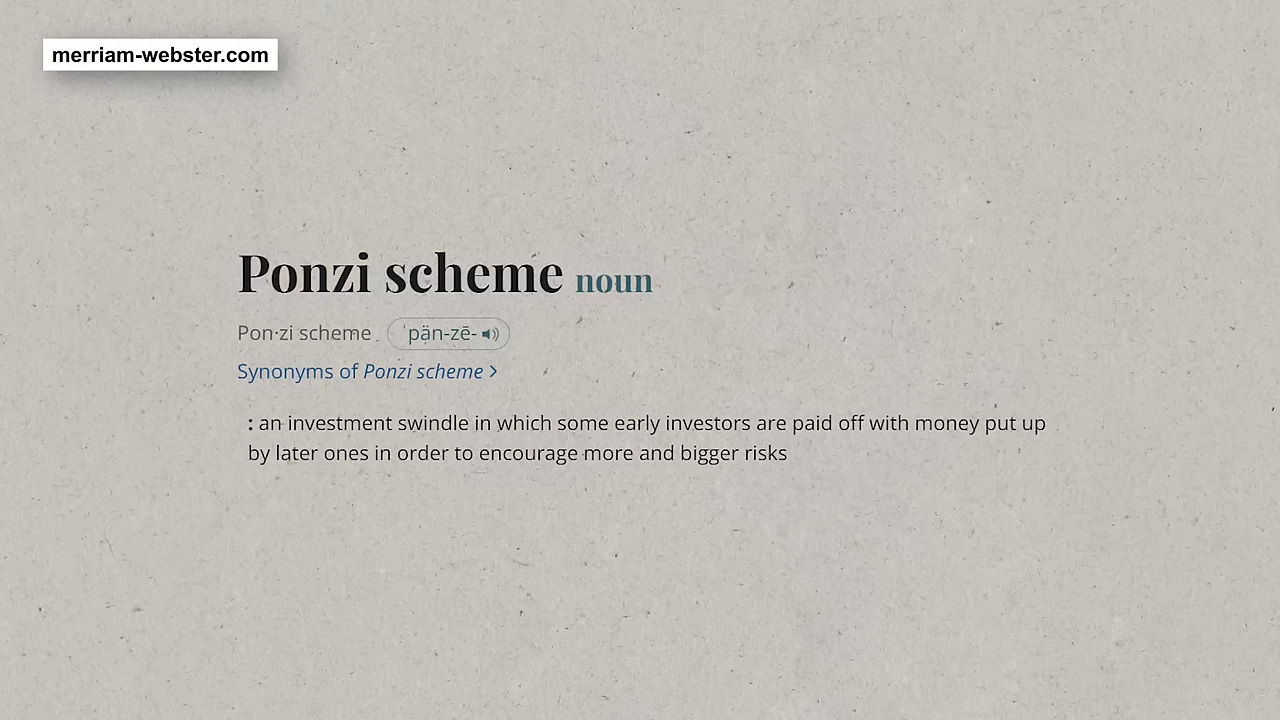 merriam-webster.com
Ponzi scheme noun
Pon·zi scheme ˈpän-zē-
Synonyms of Ponzi scheme
: an investment swindle in which some early investors are paid off with money put up
by later ones in order to encourage more and bigger risks